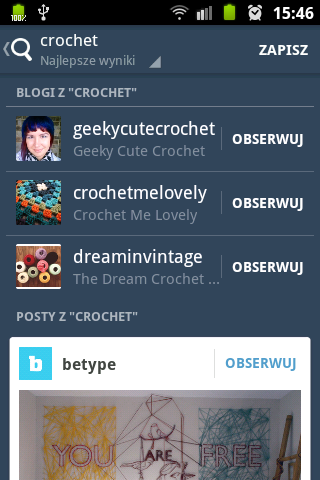 100%
15:46
crochet
Najlepsze wyniki
ZAPISZ
BLOGI Z "CROCHET"
geekycutecrochet
Geeky Cute Crochet
OBSERWUJ
crochetmelovely
Crochet Me Lovely
OBSERWUJ
dreaminvintage
The Dream Crochet ...
OBSERWUJ
POSTY Z "CROCHET"
b
betype
OBSERWUJ
YOU ARE FREE